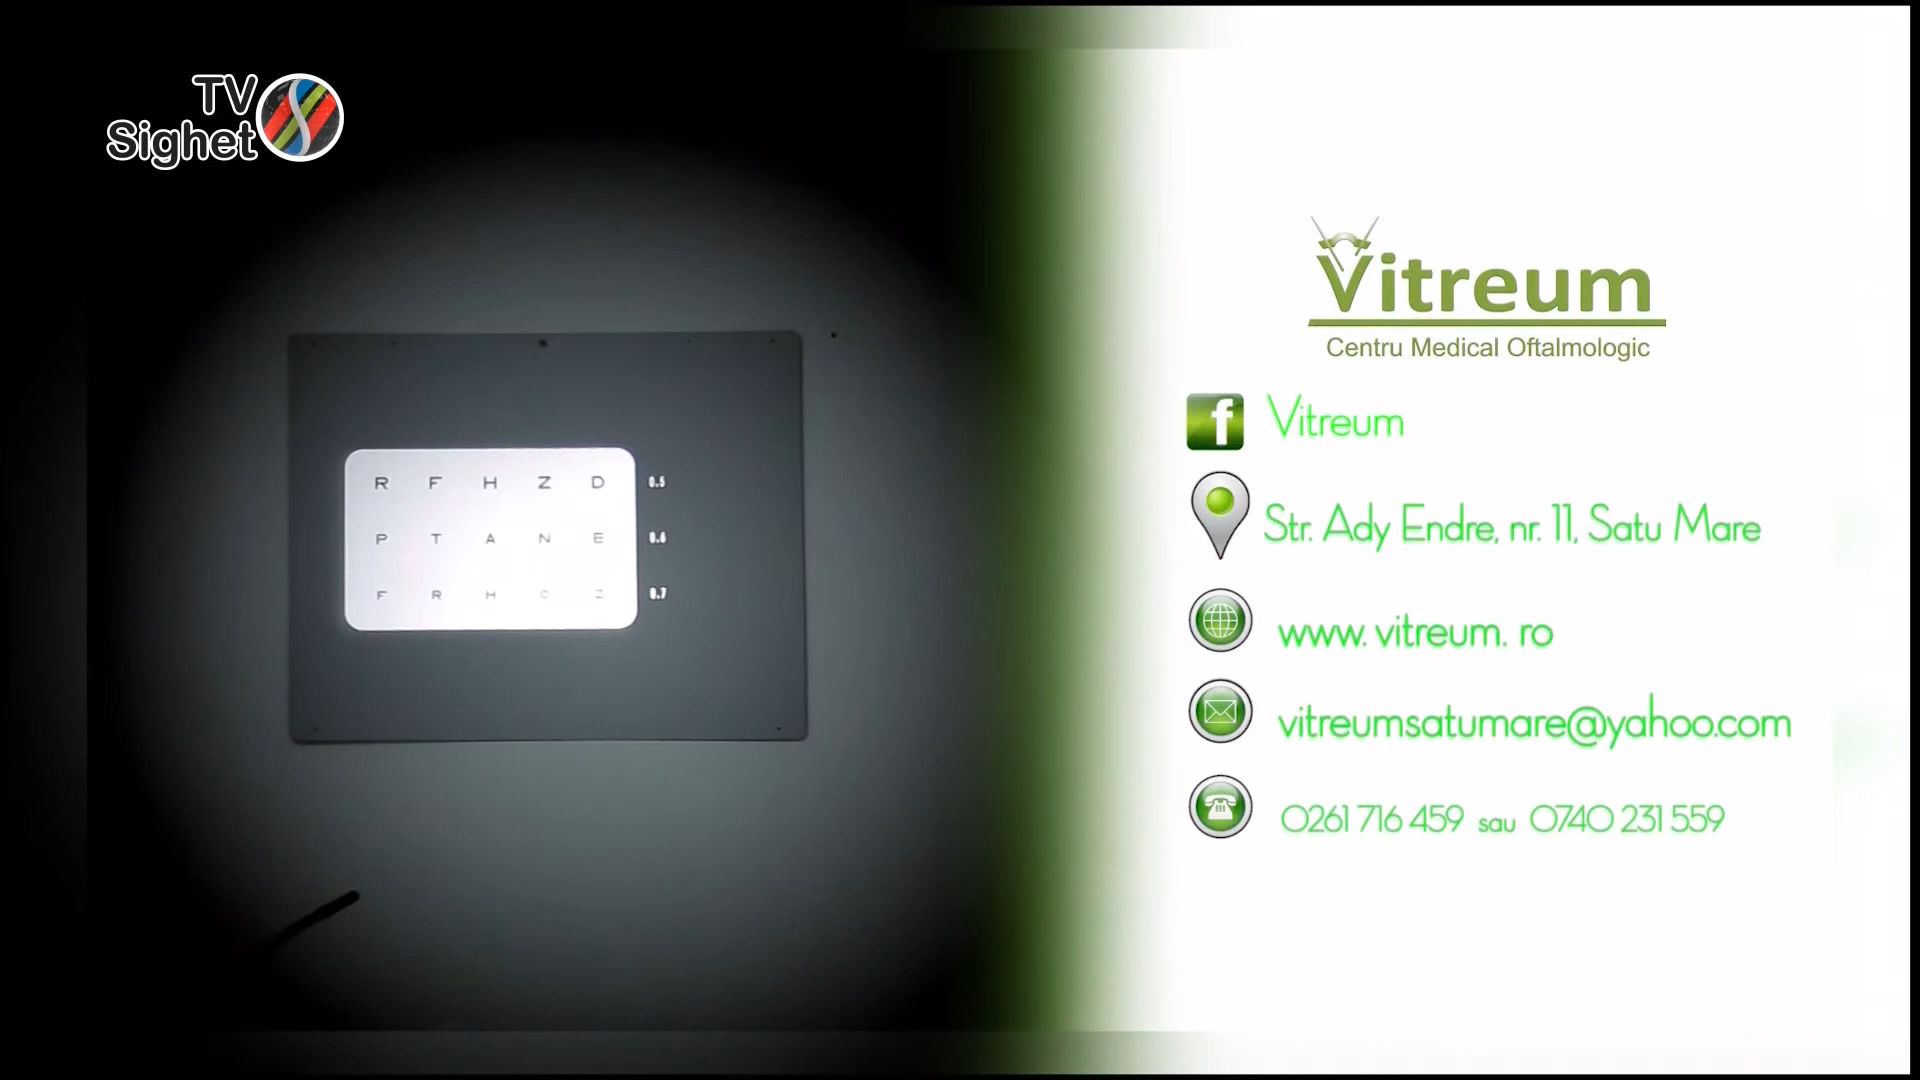 TV
Sighet
R F H Z D 0.5
P T A N E 0.6
F R H C Z 0.7
Vitreum
Centru Medical Oftalmologic
f Vitreum
Str. Ady Endre, nr. 11, Satu Mare
www. vitreum. ro
vitreumsatumare@yahoo.com
0261 716 459 sau 0740 231 559